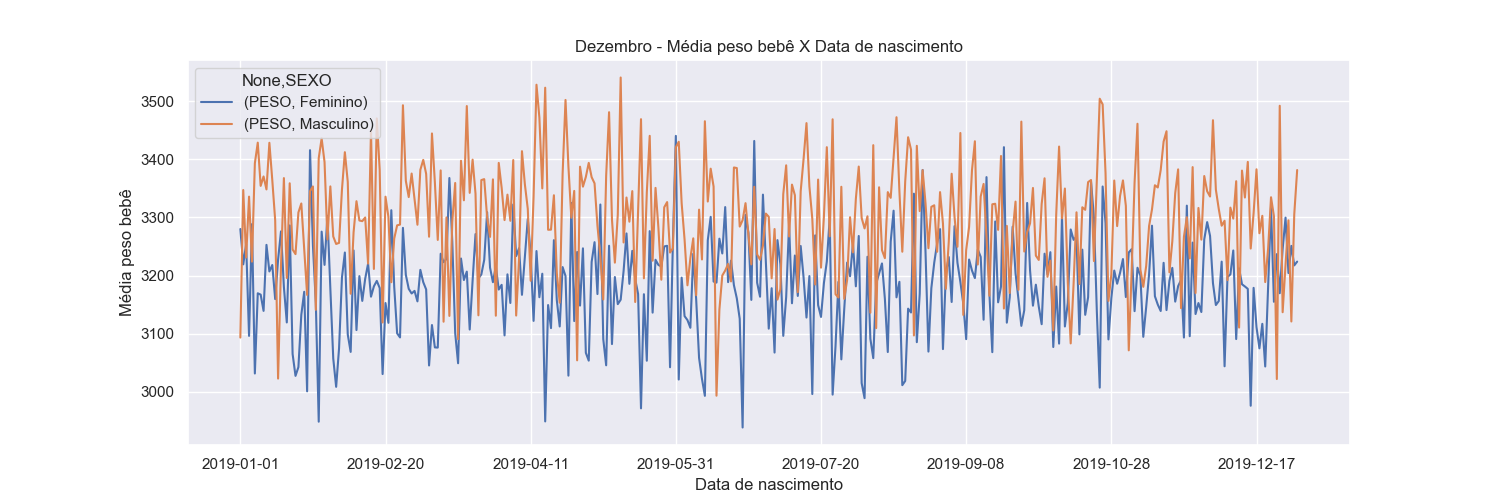 Dezembro - Média peso bebê X Data de nascimento
None,SEXO
(PESO, Feminino)
(PESO, Masculino)
Média peso bebê
3500
3400
3300
3200
3100
3000
2019-01-01
2019-02-20
2019-04-11
2019-05-31
2019-07-20
2019-09-08
2019-10-28
2019-12-17
Data de nascimento